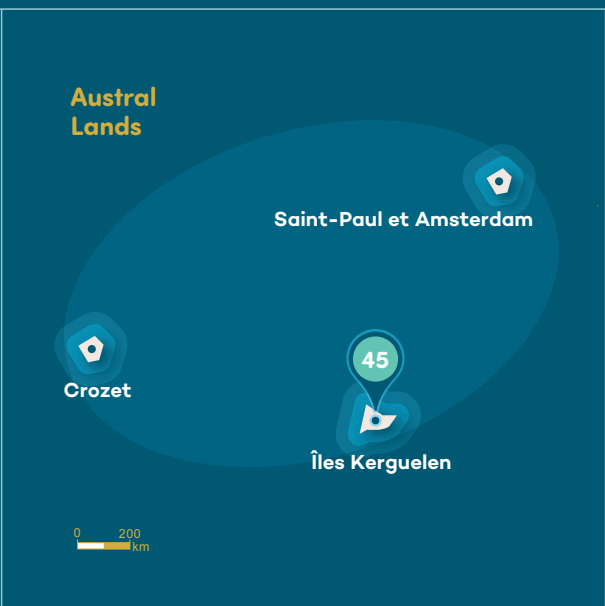 Austral
Lands
Saint-Paul et Amsterdam
45
Crozet
Îles Kerguelen
0 200
km